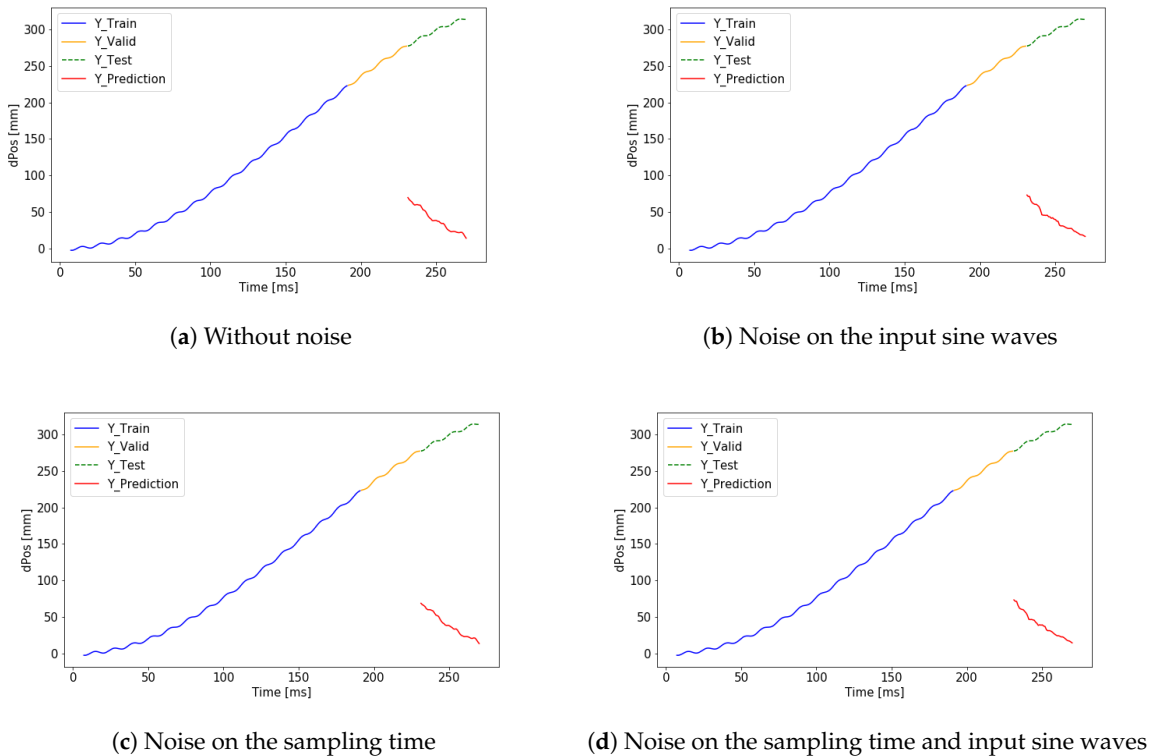 Y_Train
Y_Valid
Y_Test
Y_Prediction
300
250
200
150
100
50
0
dPos [mm]
0 50 100 150 200 250
Time [ms]
(a) Without noise
Y_Train
Y_Valid
Y_Test
Y_Prediction
300
250
200
150
100
50
0
dPos [mm]
0 50 100 150 200 250
Time [ms]
(b) Noise on the input sine waves
Y_Train
Y_Valid
Y_Test
Y_Prediction
300
250
200
150
100
50
0
dPos [mm]
0 50 100 150 200 250
Time [ms]
(c) Noise on the sampling time
Y_Train
Y_Valid
Y_Test
Y_Prediction
300
250
200
150
100
50
0
dPos [mm]
0 50 100 150 200 250
Time [ms]
(d) Noise on the sampling time and input sine waves